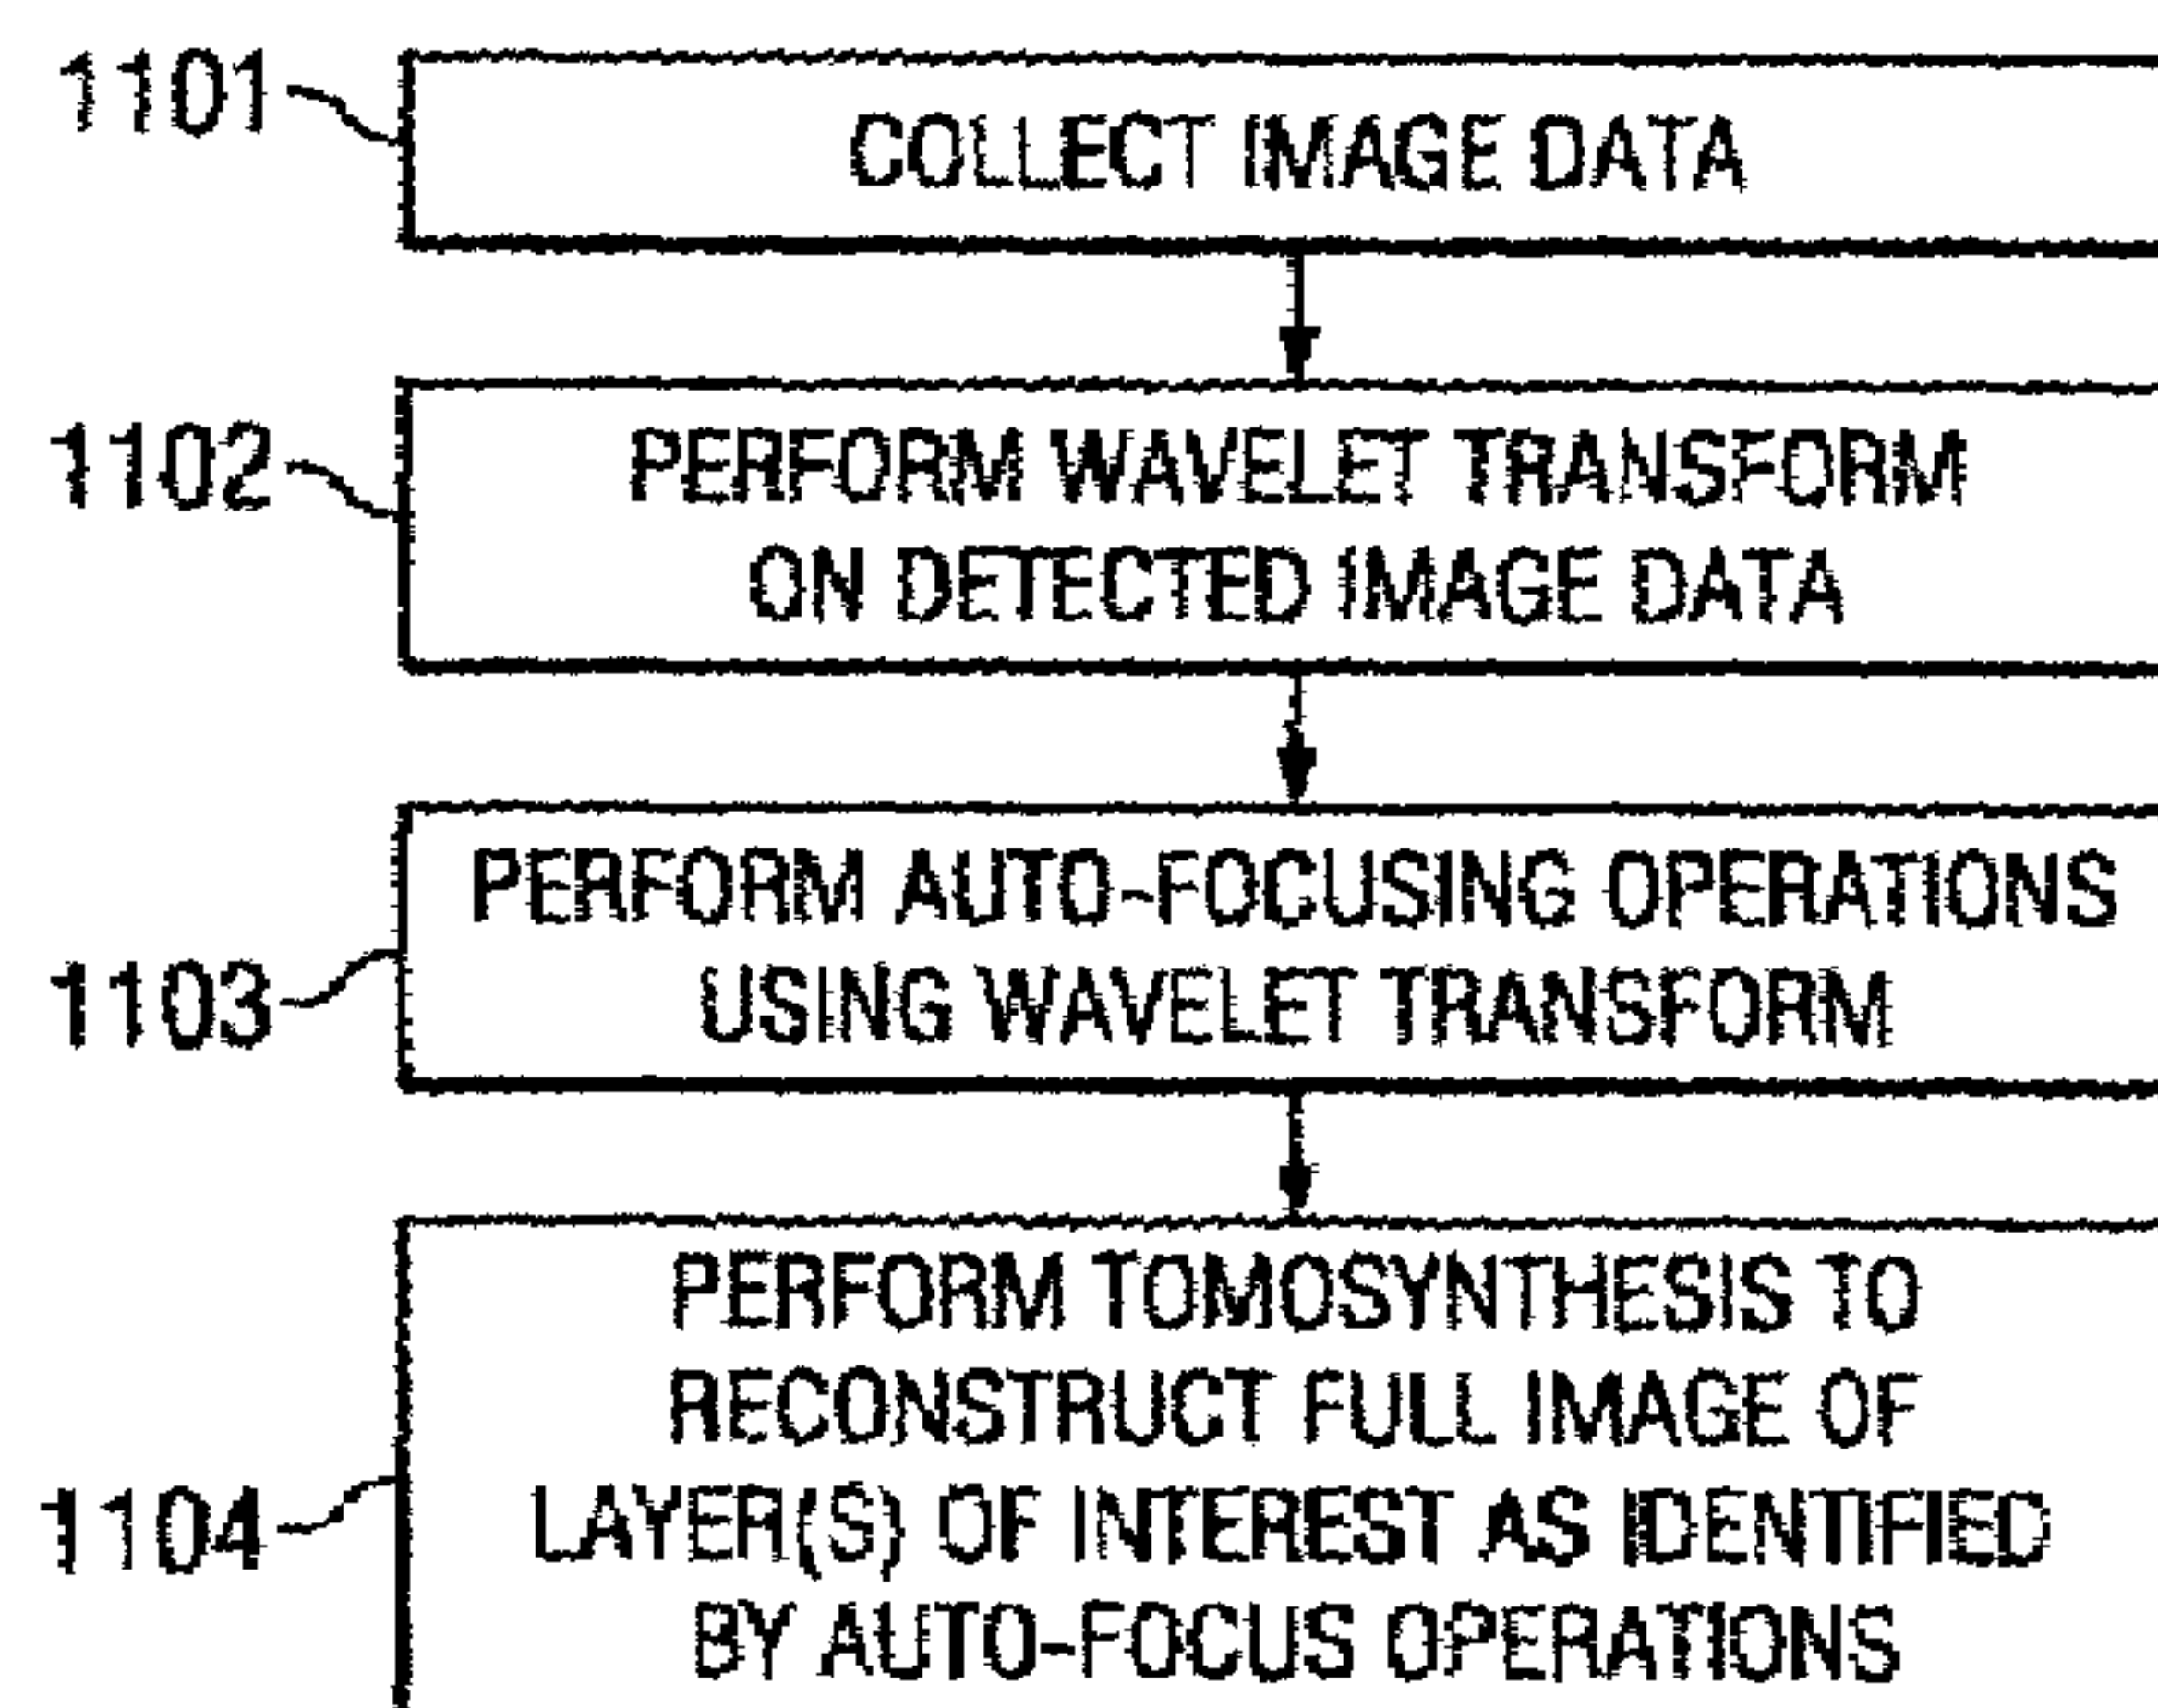 1101
COLLECT IMAGE DATA
1102
PERFORM WAVELET TRANSFORM
ON DETECTED IMAGE DATA
PERFORM AUTO-FOCUSING OPERATIONS
USING WAVELET TRANSFORM
1103
PERFORM TOMOSYNTHESIS TO
RECONSTRUCT FULL IMAGE OF
LAYER(S) OF INTEREST AS IDENTIFIED
BY AUTO-FOCUS OPERATIONS
1104